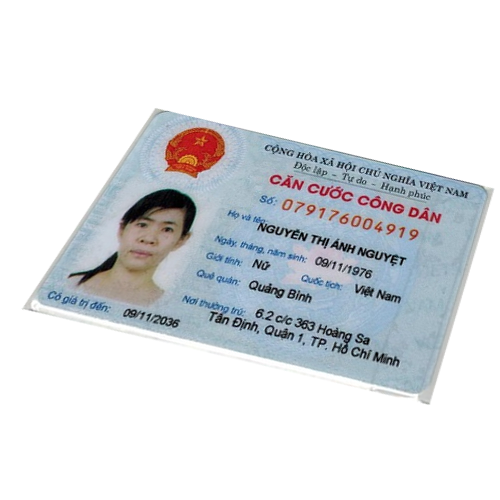 CỘNG HÒA XÃ HỘI CHỦ NGHĨA VIỆT NAM
Độc lập - Tự do - Hạnh phúc
CĂN CƯỚC CÔNG DÂN
Số: 079176004919
Họ và tên:
NGUYỄN THỊ ÁNH NGUYỆT
Ngày, tháng, năm sinh: 09/11/1976
Giới tính: Nữ Quốc tịch: Việt Nam
Quê quán: Quảng Bình
Nơi thường trú: 6.2 c/c 363 Hoàng Sa
Tân Định, Quận 1, TP. Hồ Chí Minh
Có giá trị đến: 09/11/2036